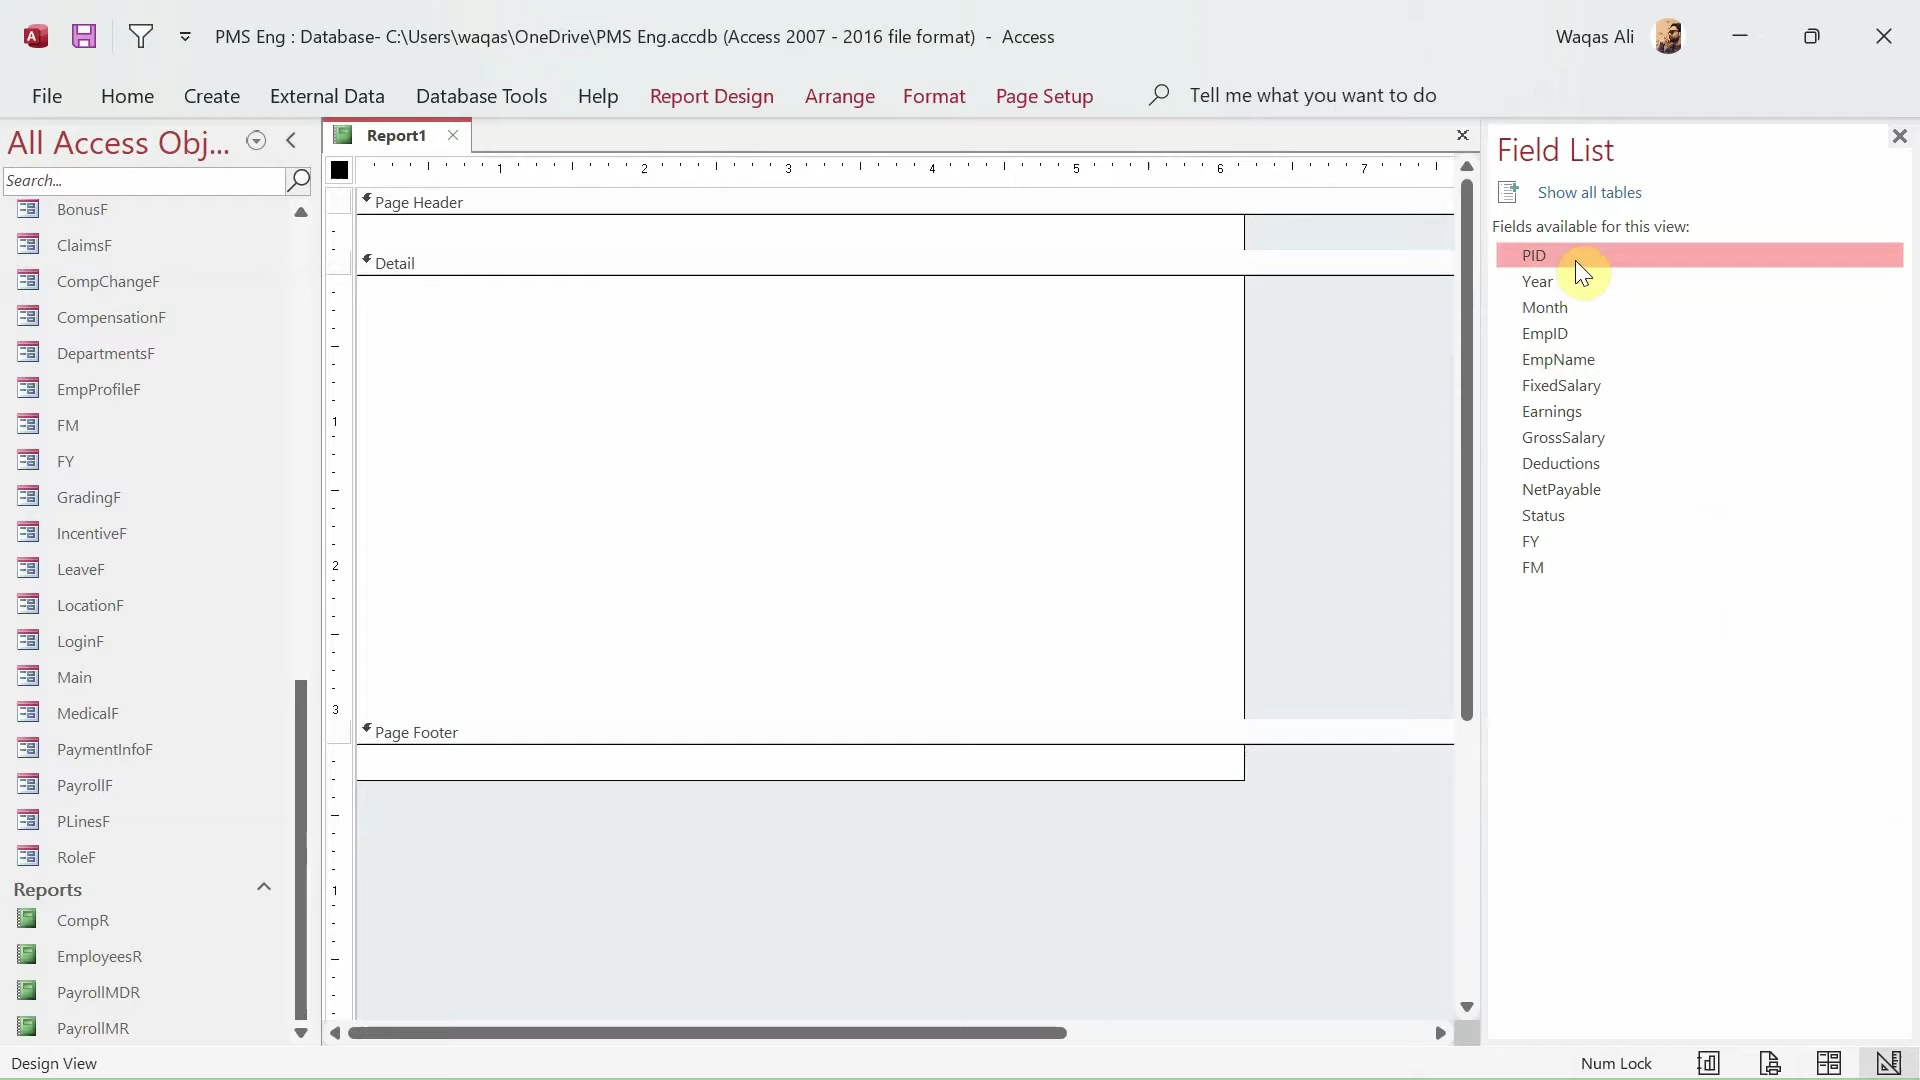 PMS Eng : Database- C:\Users\waqas\OneDrive\PMS Eng.accdb (Access 2007 - 2016 file format) - Access
Waqas Ali
File Home Create External Data Database Tools Help Report Design Arrange Format Page Setup Tell me what you want to do
All Access Obj...
Search...
BonusF
ClaimsF
CompChangeF
CompensationF
DepartmentsF
EmpProfileF
FM
FY
GradingF
IncentiveF
LeaveF
LocationF
LoginF
Main
MedicalF
PaymentInfoF
PayrollF
PLinesF
RoleF
Reports
CompR
EmployeesR
PayrollMDR
PayrollMR
Report1
1 2 3 4 5 6 7
Page Header
Detail
1
2
3
Page Footer
1
Field List
Show all tables
Fields available for this view:
PID
Year
Month
EmpID
EmpName
FixedSalary
Earnings
GrossSalary
Deductions
NetPayable
Status
FY
FM
Design View
Num Lock